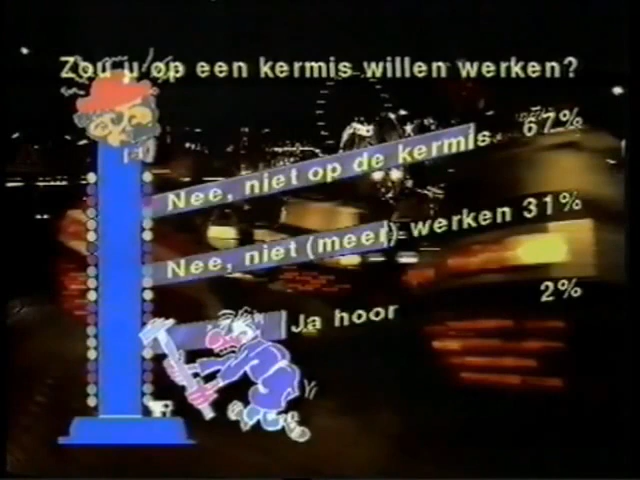 Zou u op een kermis willen werken?
Nee, niet op de kermis 67%
Nee, niet (meer) werken 31%
Ja hoor 2%